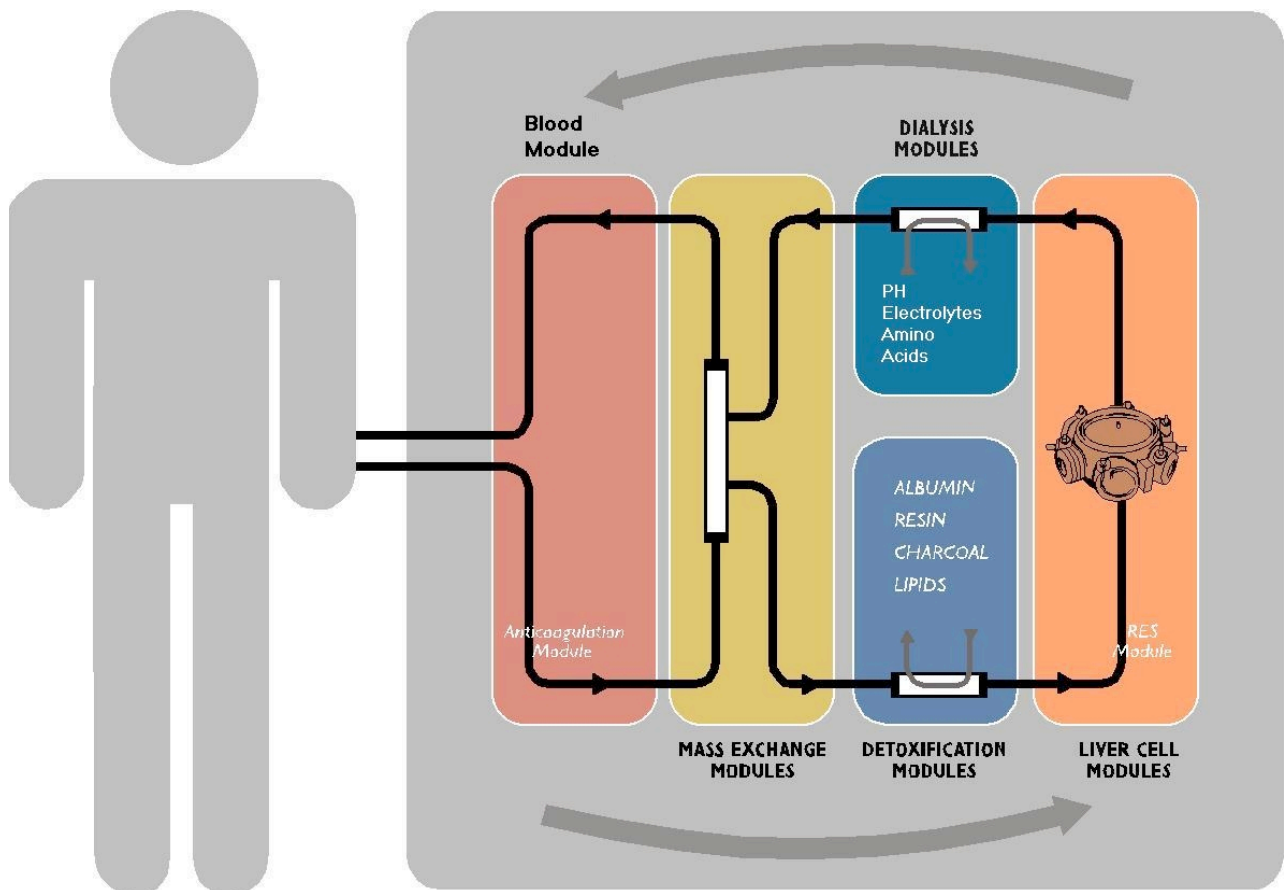 Blood
Module
DIALYSIS
MODULES
PH
Electrolytes
Amino
Acids
ALBUMIN
RESIN
CHARCOAL
LIPIDS
Anticoagulation
Module
RES
Module
MASS EXCHANGE
MODULES
DETOXIFICATION
MODULES
LIVER CELL
MODULES